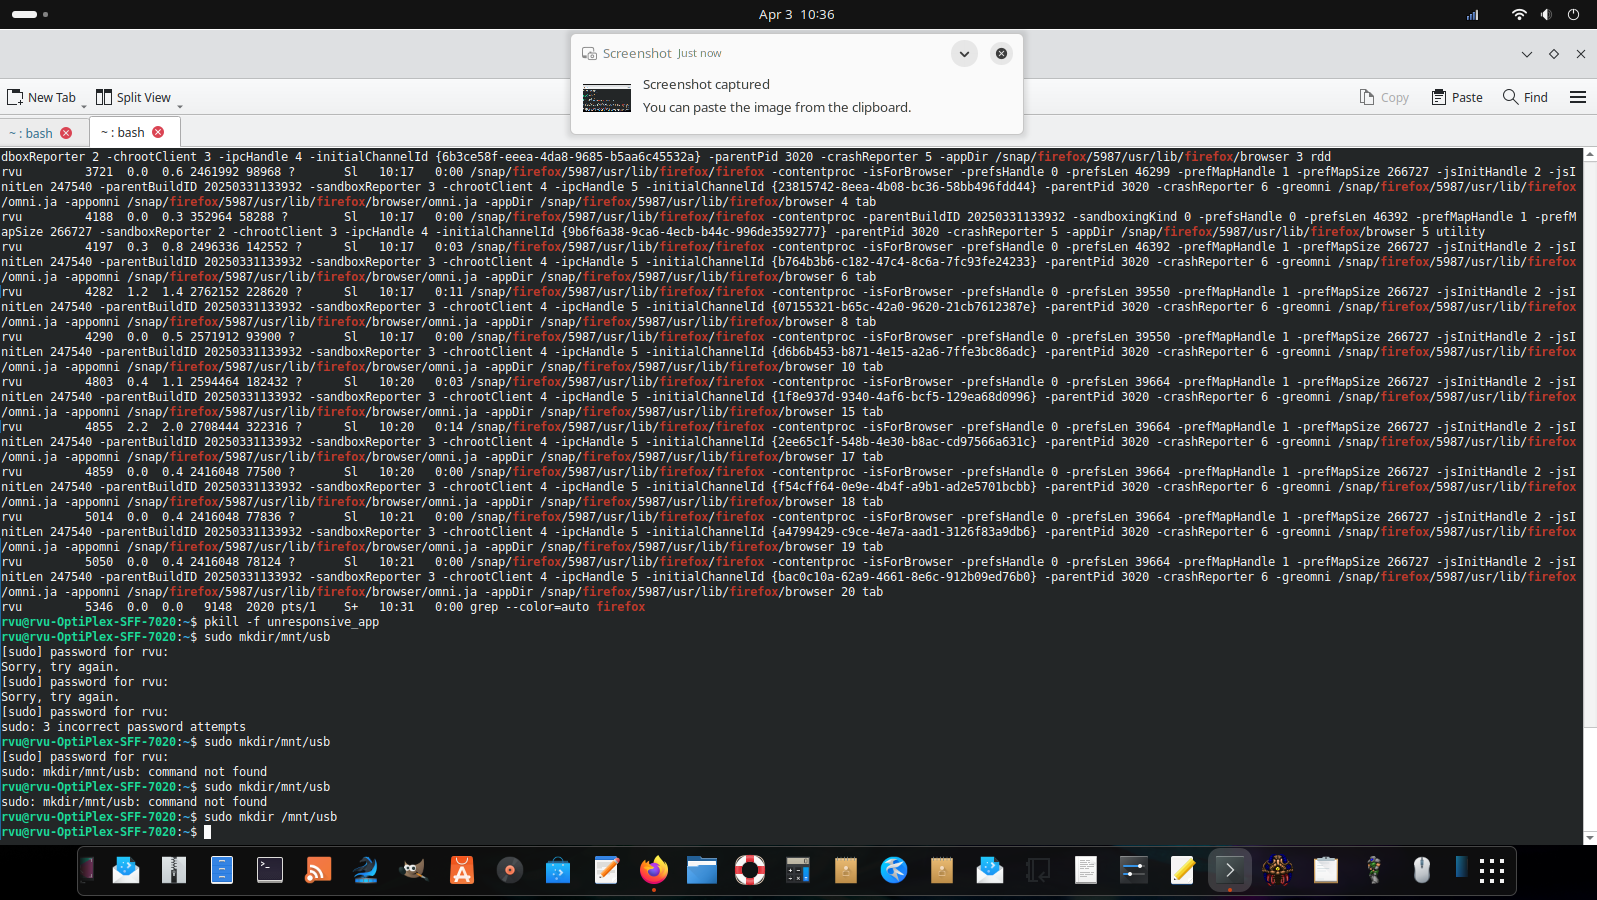 Apr 3 10:36
Screenshot Just now
Screenshot captured
You can paste the image from the clipboard.
New Tab
Split View
Copy
Paste
Find
~ : bash
~ : bash
dboxReporter 2 -chrootClient 3 -ipcHandle 4 -initialChannelId {6b3ce58f-eeea-4da8-9685-b5aa6c45532a} -parentPid 3020 -crashReporter 5 -appDir /snap/firefox/5987/usr/lib/firefox/browser 3 rdd
rvu 3721 0.0 0.6 2461992 98968 ? Sl 10:17 0:00 /snap/firefox/5987/usr/lib/firefox/firefox -contentproc -isForBrowser -prefsHandle 0 -prefsLen 46299 -prefMapHandle 1 -prefMapSize 266727 -jsInitHandle 2 -jsI
nitLen 247540 -parentBuildID 20250331133932 -sandboxReporter 3 -chrootClient 4 -ipcHandle 5 -initialChannelId {23815742-8eea-4b08-bc36-58bb496fdd44} -parentPid 3020 -crashReporter 6 -greomni /snap/firefox/5987/usr/lib/firefox
/omni.ja -appomni /snap/firefox/5987/usr/lib/firefox/browser/omni.ja -appDir /snap/firefox/5987/usr/lib/firefox/browser 4 tab
rvu 4188 0.0 0.3 352964 58288 ? Sl 10:17 0:00 /snap/firefox/5987/usr/lib/firefox/firefox -contentproc -parentBuildID 20250331133932 -sandboxingKind 0 -prefsHandle 0 -prefsLen 46392 -prefMapHandle 1 -prefM
apSize 266727 -sandboxReporter 2 -chrootClient 3 -ipcHandle 4 -initialChannelId {9b6f6a38-9ca6-4ecb-b44c-996de3592777} -parentPid 3020 -crashReporter 5 -appDir /snap/firefox/5987/usr/lib/firefox/browser 5 utility
rvu 4197 0.3 0.8 2496336 142552 ? Sl 10:17 0:03 /snap/firefox/5987/usr/lib/firefox/firefox -contentproc -isForBrowser -prefsHandle 0 -prefsLen 46392 -prefMapHandle 1 -prefMapSize 266727 -jsInitHandle 2 -jsI
nitLen 247540 -parentBuildID 20250331133932 -sandboxReporter 3 -chrootClient 4 -ipcHandle 5 -initialChannelId {b764b3b6-c182-47c4-8c6a-7fc93fe24233} -parentPid 3020 -crashReporter 6 -greomni /snap/firefox/5987/usr/lib/firefox
/omni.ja -appomni /snap/firefox/5987/usr/lib/firefox/browser/omni.ja -appDir /snap/firefox/5987/usr/lib/firefox/browser 6 tab
rvu 4282 1.2 1.4 2762152 228620 ? Sl 10:17 0:11 /snap/firefox/5987/usr/lib/firefox/firefox -contentproc -isForBrowser -prefsHandle 0 -prefsLen 39550 -prefMapHandle 1 -prefMapSize 266727 -jsInitHandle 2 -jsI
nitLen 247540 -parentBuildID 20250331133932 -sandboxReporter 3 -chrootClient 4 -ipcHandle 5 -initialChannelId {07155321-b65c-42a0-9620-21cb7612387e} -parentPid 3020 -crashReporter 6 -greomni /snap/firefox/5987/usr/lib/firefox
/omni.ja -appomni /snap/firefox/5987/usr/lib/firefox/browser/omni.ja -appDir /snap/firefox/5987/usr/lib/firefox/browser 8 tab
rvu 4290 0.0 0.5 2571912 93900 ? Sl 10:17 0:00 /snap/firefox/5987/usr/lib/firefox/firefox -contentproc -isForBrowser -prefsHandle 0 -prefsLen 39550 -prefMapHandle 1 -prefMapSize 266727 -jsInitHandle 2 -jsI
nitLen 247540 -parentBuildID 20250331133932 -sandboxReporter 3 -chrootClient 4 -ipcHandle 5 -initialChannelId {d6b6b453-b871-4e15-a2a6-7ffe3bc86adc} -parentPid 3020 -crashReporter 6 -greomni /snap/firefox/5987/usr/lib/firefox
/omni.ja -appomni /snap/firefox/5987/usr/lib/firefox/browser/omni.ja -appDir /snap/firefox/5987/usr/lib/firefox/browser 10 tab
rvu 4803 0.4 1.1 2594464 182432 ? Sl 10:20 0:03 /snap/firefox/5987/usr/lib/firefox/firefox -contentproc -isForBrowser -prefsHandle 0 -prefsLen 39664 -prefMapHandle 1 -prefMapSize 266727 -jsInitHandle 2 -jsI
nitLen 247540 -parentBuildID 20250331133932 -sandboxReporter 3 -chrootClient 4 -ipcHandle 5 -initialChannelId {1f8e937d-9340-4af6-bcf5-129ea68d0996} -parentPid 3020 -crashReporter 6 -greomni /snap/firefox/5987/usr/lib/firefox
/omni.ja -appomni /snap/firefox/5987/usr/lib/firefox/browser/omni.ja -appDir /snap/firefox/5987/usr/lib/firefox/browser 15 tab
rvu 4855 2.2 2.0 2708444 322316 ? Sl 10:20 0:14 /snap/firefox/5987/usr/lib/firefox/firefox -contentproc -isForBrowser -prefsHandle 0 -prefsLen 39664 -prefMapHandle 1 -prefMapSize 266727 -jsInitHandle 2 -jsI
nitLen 247540 -parentBuildID 20250331133932 -sandboxReporter 3 -chrootClient 4 -ipcHandle 5 -initialChannelId {2ee65c1f-548b-4e30-b8ac-cd97566a631c} -parentPid 3020 -crashReporter 6 -greomni /snap/firefox/5987/usr/lib/firefox
/omni.ja -appomni /snap/firefox/5987/usr/lib/firefox/browser/omni.ja -appDir /snap/firefox/5987/usr/lib/firefox/browser 17 tab
rvu 4859 0.0 0.4 2416048 77500 ? Sl 10:20 0:00 /snap/firefox/5987/usr/lib/firefox/firefox -contentproc -isForBrowser -prefsHandle 0 -prefsLen 39664 -prefMapHandle 1 -prefMapSize 266727 -jsInitHandle 2 -jsI
nitLen 247540 -parentBuildID 20250331133932 -sandboxReporter 3 -chrootClient 4 -ipcHandle 5 -initialChannelId {f54cff64-0e9e-4b4f-a9b1-ad2e5701bcbb} -parentPid 3020 -crashReporter 6 -greomni /snap/firefox/5987/usr/lib/firefox
/omni.ja -appomni /snap/firefox/5987/usr/lib/firefox/browser/omni.ja -appDir /snap/firefox/5987/usr/lib/firefox/browser 18 tab
rvu 5014 0.0 0.4 2416048 77836 ? Sl 10:21 0:00 /snap/firefox/5987/usr/lib/firefox/firefox -contentproc -isForBrowser -prefsHandle 0 -prefsLen 39664 -prefMapHandle 1 -prefMapSize 266727 -jsInitHandle 2 -jsI
nitLen 247540 -parentBuildID 20250331133932 -sandboxReporter 3 -chrootClient 4 -ipcHandle 5 -initialChannelId {a4799429-c9ce-4e7a-aad1-3126f83a9db6} -parentPid 3020 -crashReporter 6 -greomni /snap/firefox/5987/usr/lib/firefox
/omni.ja -appomni /snap/firefox/5987/usr/lib/firefox/browser/omni.ja -appDir /snap/firefox/5987/usr/lib/firefox/browser 19 tab
rvu 5050 0.0 0.4 2416048 78124 ? Sl 10:21 0:00 /snap/firefox/5987/usr/lib/firefox/firefox -contentproc -isForBrowser -prefsHandle 0 -prefsLen 39664 -prefMapHandle 1 -prefMapSize 266727 -jsInitHandle 2 -jsI
nitLen 247540 -parentBuildID 20250331133932 -sandboxReporter 3 -chrootClient 4 -ipcHandle 5 -initialChannelId {bac0c10a-62a9-4661-8e6c-912b09ed76b0} -parentPid 3020 -crashReporter 6 -greomni /snap/firefox/5987/usr/lib/firefox
/omni.ja -appomni /snap/firefox/5987/usr/lib/firefox/browser/omni.ja -appDir /snap/firefox/5987/usr/lib/firefox/browser 20 tab
rvu 5346 0.0 0.0 9148 2020 pts/1 S+ 10:31 0:00 grep --color=auto firefox
rvu@rvu-OptiPlex-SFF-7020:~$ pkill -f unresponsive_app
rvu@rvu-OptiPlex-SFF-7020:~$ sudo mkdir/mnt/usb
[sudo] password for rvu:
Sorry, try again.
[sudo] password for rvu:
Sorry, try again.
[sudo] password for rvu:
sudo: 3 incorrect password attempts
rvu@rvu-OptiPlex-SFF-7020:~$ sudo mkdir/mnt/usb
[sudo] password for rvu:
sudo: mkdir/mnt/usb: command not found
rvu@rvu-OptiPlex-SFF-7020:~$ sudo mkdir/mnt/usb
sudo: mkdir/mnt/usb: command not found
rvu@rvu-OptiPlex-SFF-7020:~$ sudo mkdir /mnt/usb
rvu@rvu-OptiPlex-SFF-7020:~$